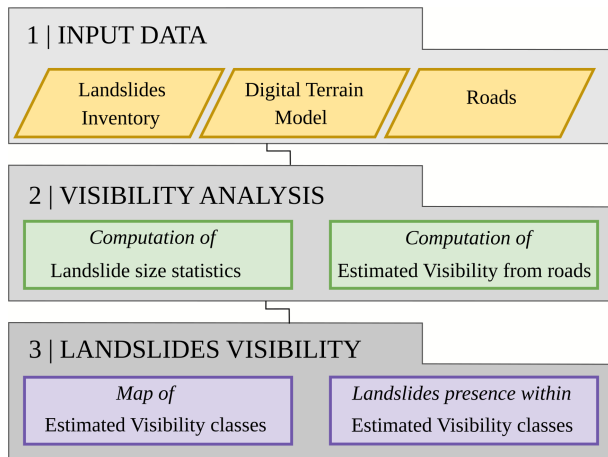 1 | INPUT DATA
Landslides
Inventory
Digital Terrain
Model
Roads
2 | VISIBILITY ANALYSIS
Computation of
Landslide size statistics
Computation of
Estimated Visibility from roads
3 | LANDSLIDES VISIBILITY
Map of
Estimated Visibility classes
Landslides presence within
Estimated Visibility classes